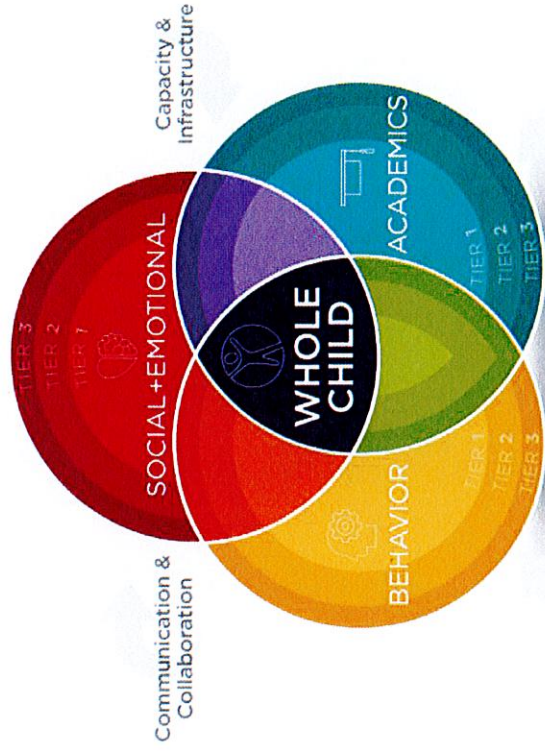 Communication &
Collaboration
Capacity &
Infrastructure
TIER 3
TIER 2
TIER 1
SOCIAL+EMOTIONAL
WHOLE
CHILD
BEHAVIOR
TIER 1
TIER 2
TIER 3
ACADEMICS
TIER 1
TIER 2
TIER 3